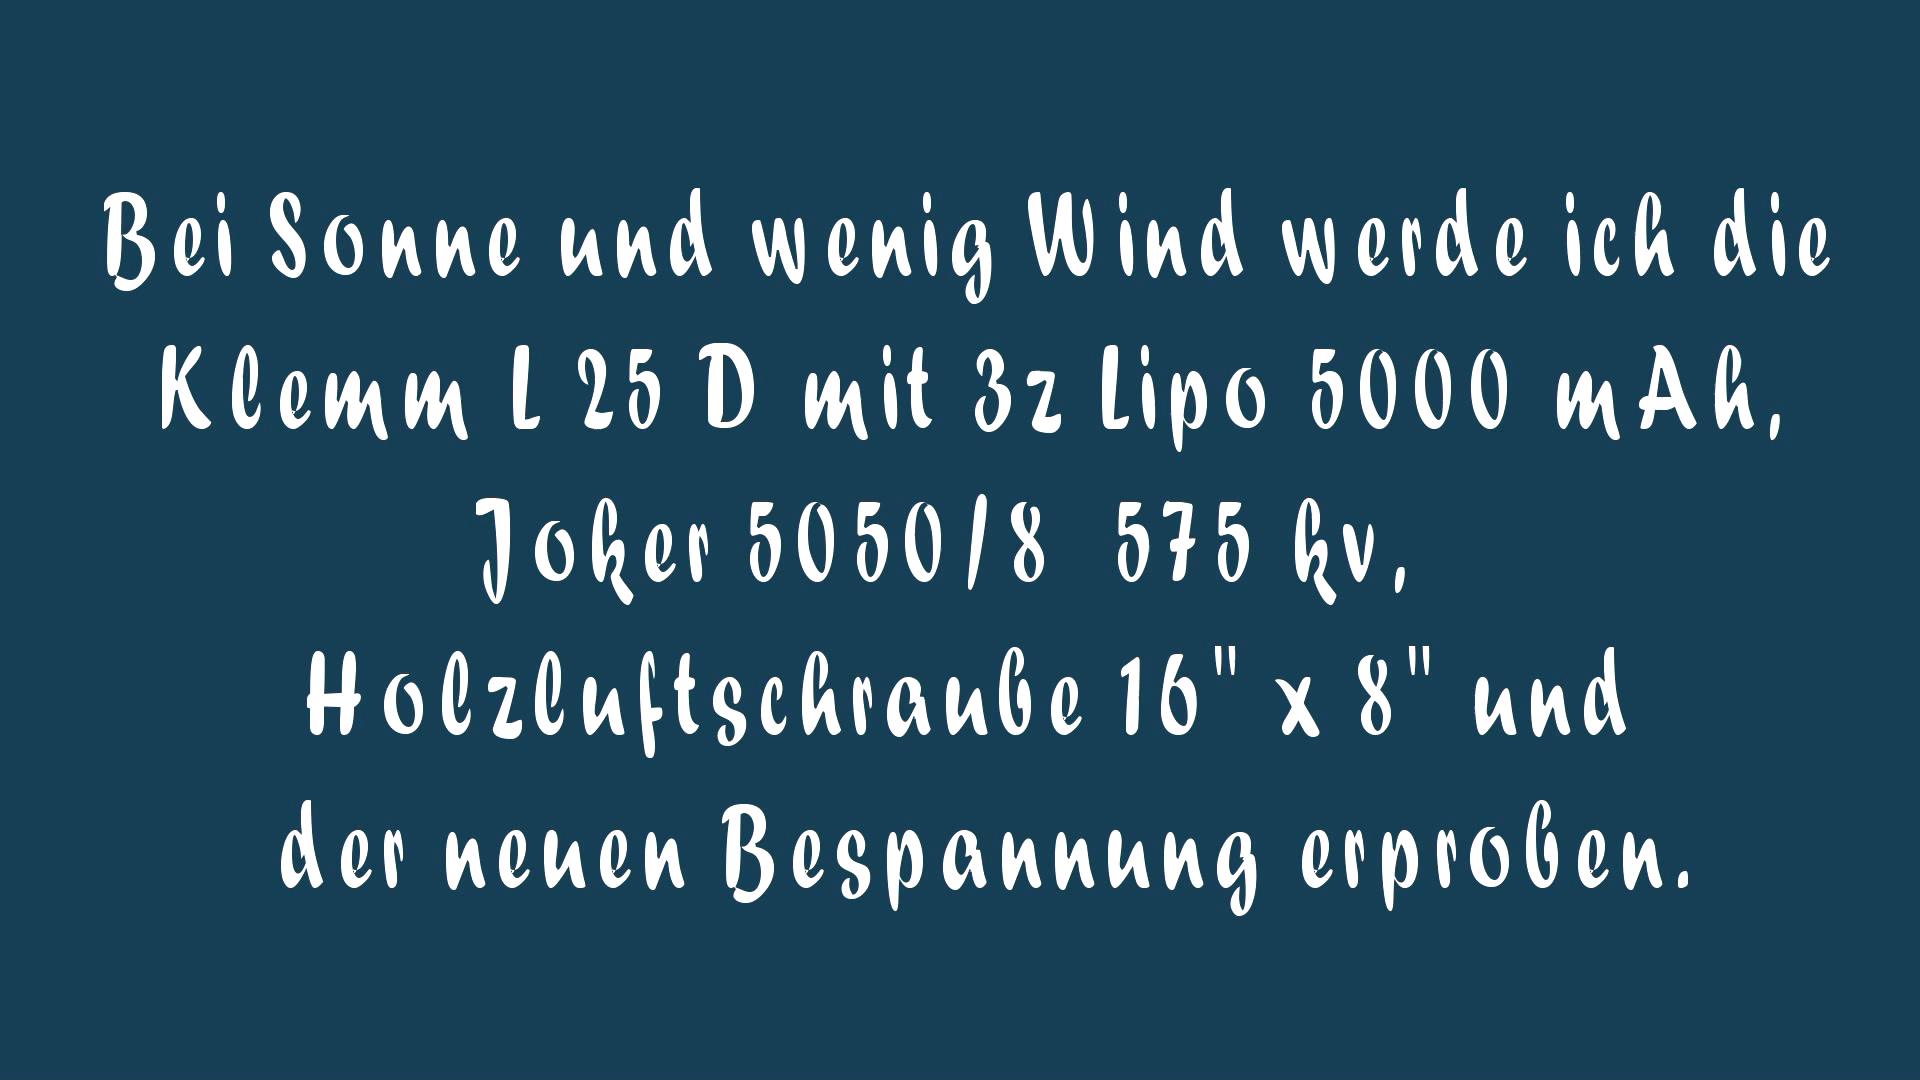 Bei Sonne und wenig Wind werde ich die
Klemm L 25 D mit 3z Lipo 5000 mAh,
Joker 5050/8  575 kv,
Holzluftschraube 16" x 8" und
der neuen Bespannung erproben.